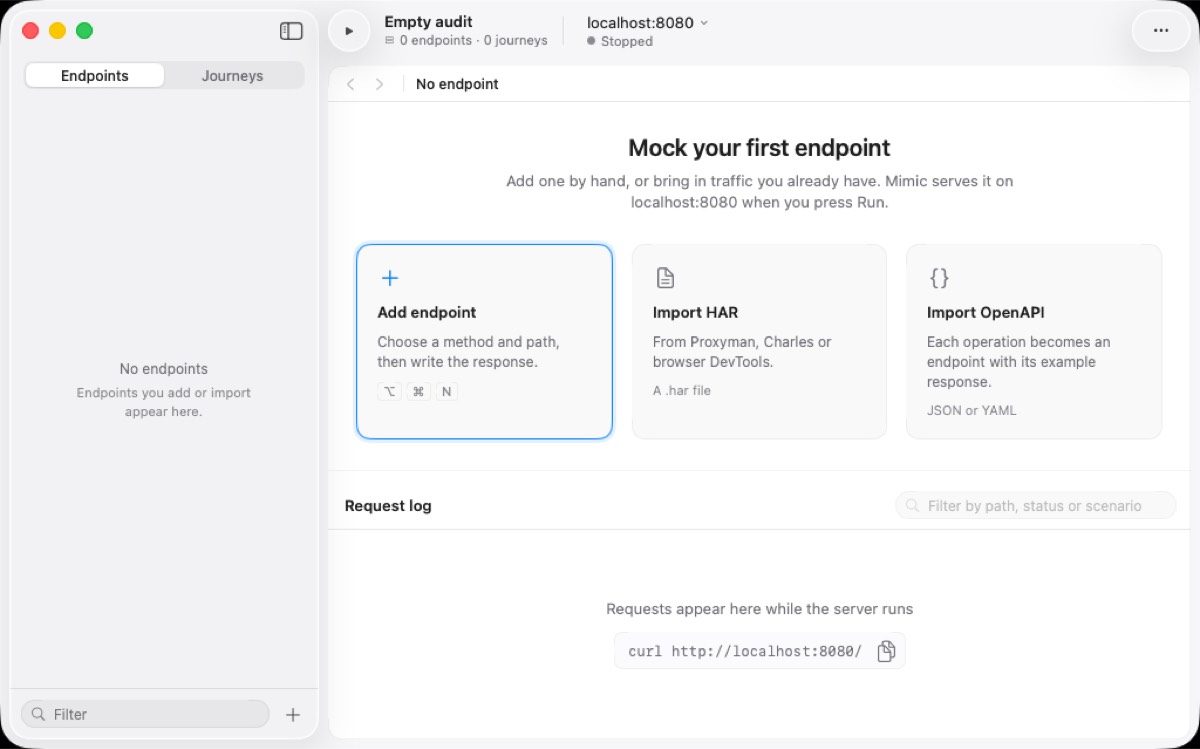 Endpoints
Journeys
No endpoints
Endpoints you add or import
appear here.
Filter
Empty audit
0 endpoints · 0 journeys
localhost:8080
Stopped
No endpoint
Mock your first endpoint
Add one by hand, or bring in traffic you already have. Mimic serves it on
localhost:8080 when you press Run.
Add endpoint
Choose a method and path,
then write the response.
⌥ ⌘ N
Import HAR
From Proxyman, Charles or
browser DevTools.
A .har file
Import OpenAPI
Each operation becomes an
endpoint with its example
response.
JSON or YAML
Request log
Filter by path, status or scenario
Requests appear here while the server runs
curl http://localhost:8080/